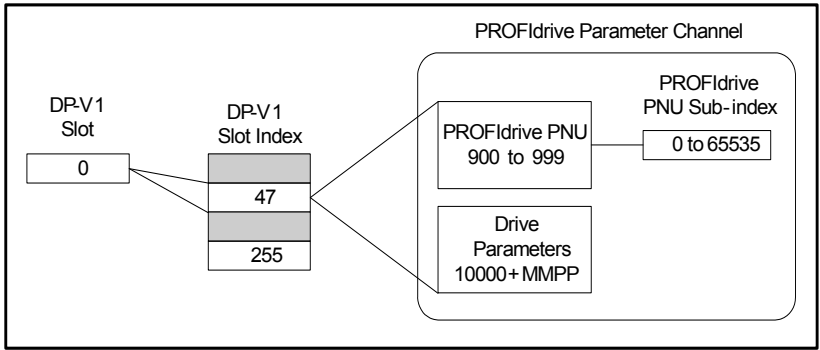 PROFIdrive Parameter Channel
DP-V1
Slot
0
DP-V1
Slot Index
47
255
PROFIdrive PNU
900 to 999
PROFIdrive
PNU Sub-index
0 to 65535
Drive
Parameters
10000+MMPP